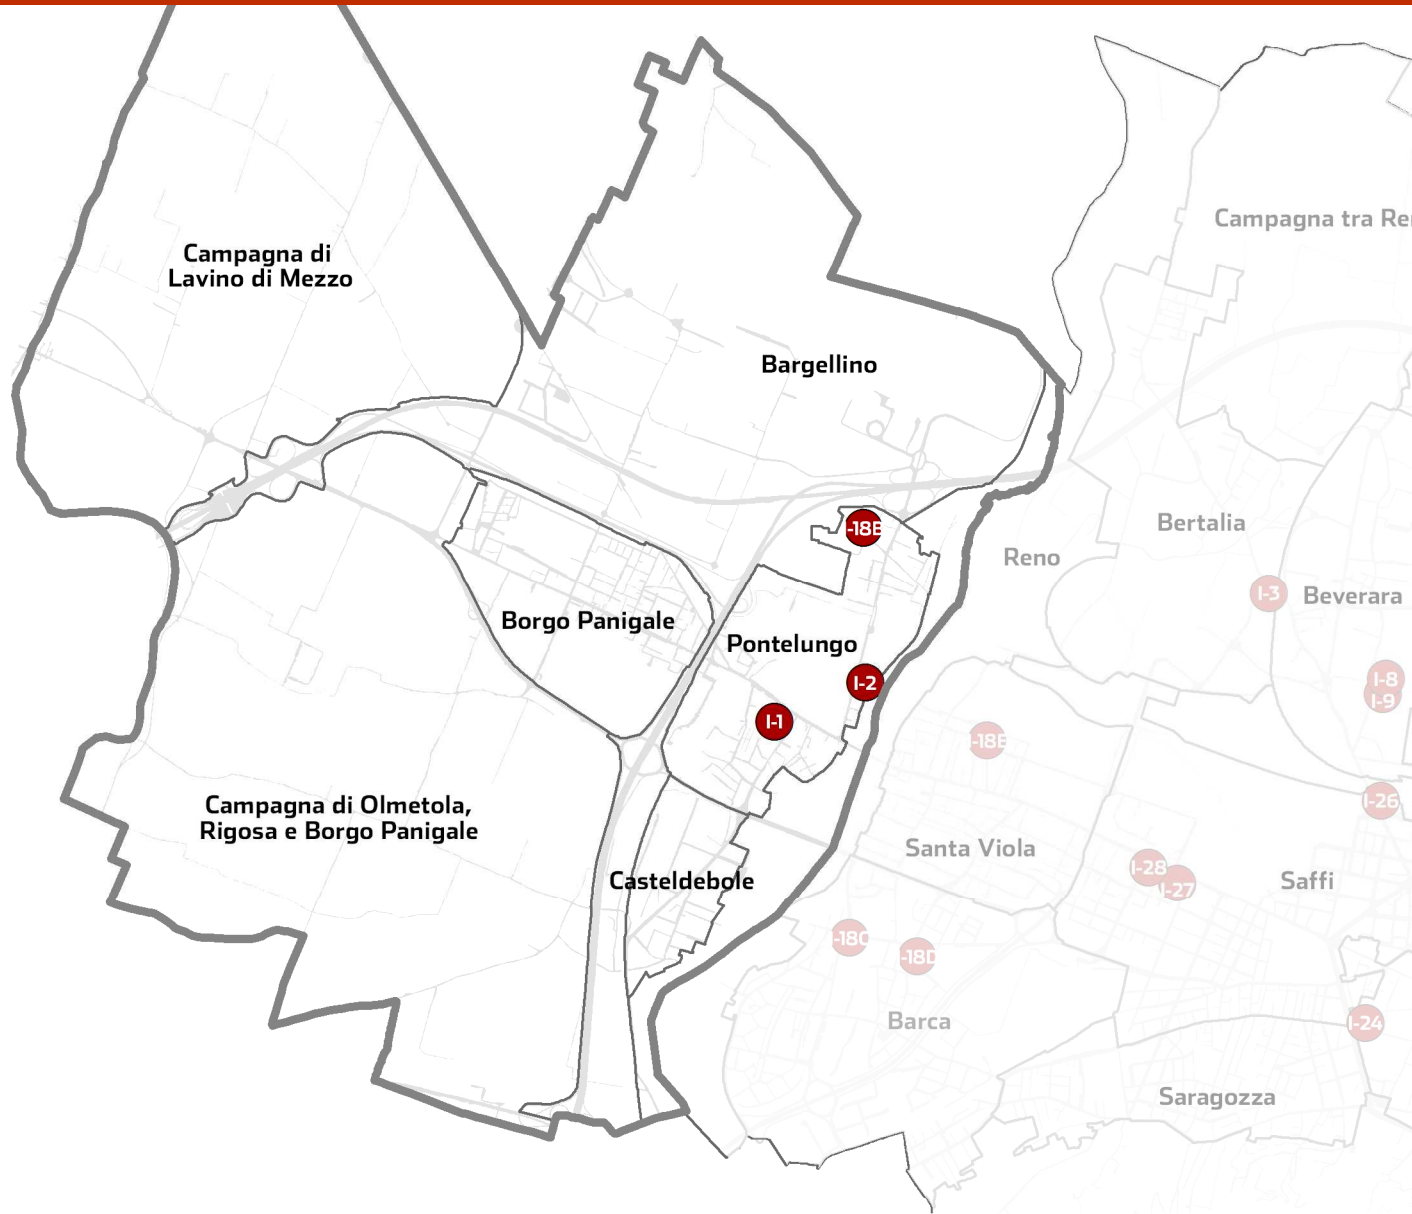 Campagna di
Lavino di Mezzo
Campagna tra Re
Bargellino
-18E
Bertalia
Reno
I-3
Beverara
Borgo Panigale
Pontelungo
I-2
I-8
I-9
I-1
-18E
I-26
Campagna di Olmetola,
Rigosa e Borgo Panigale
Santa Viola
I-28
I-27
Saffi
Casteldebole
-18C
-18D
Barca
I-24
Saragozza